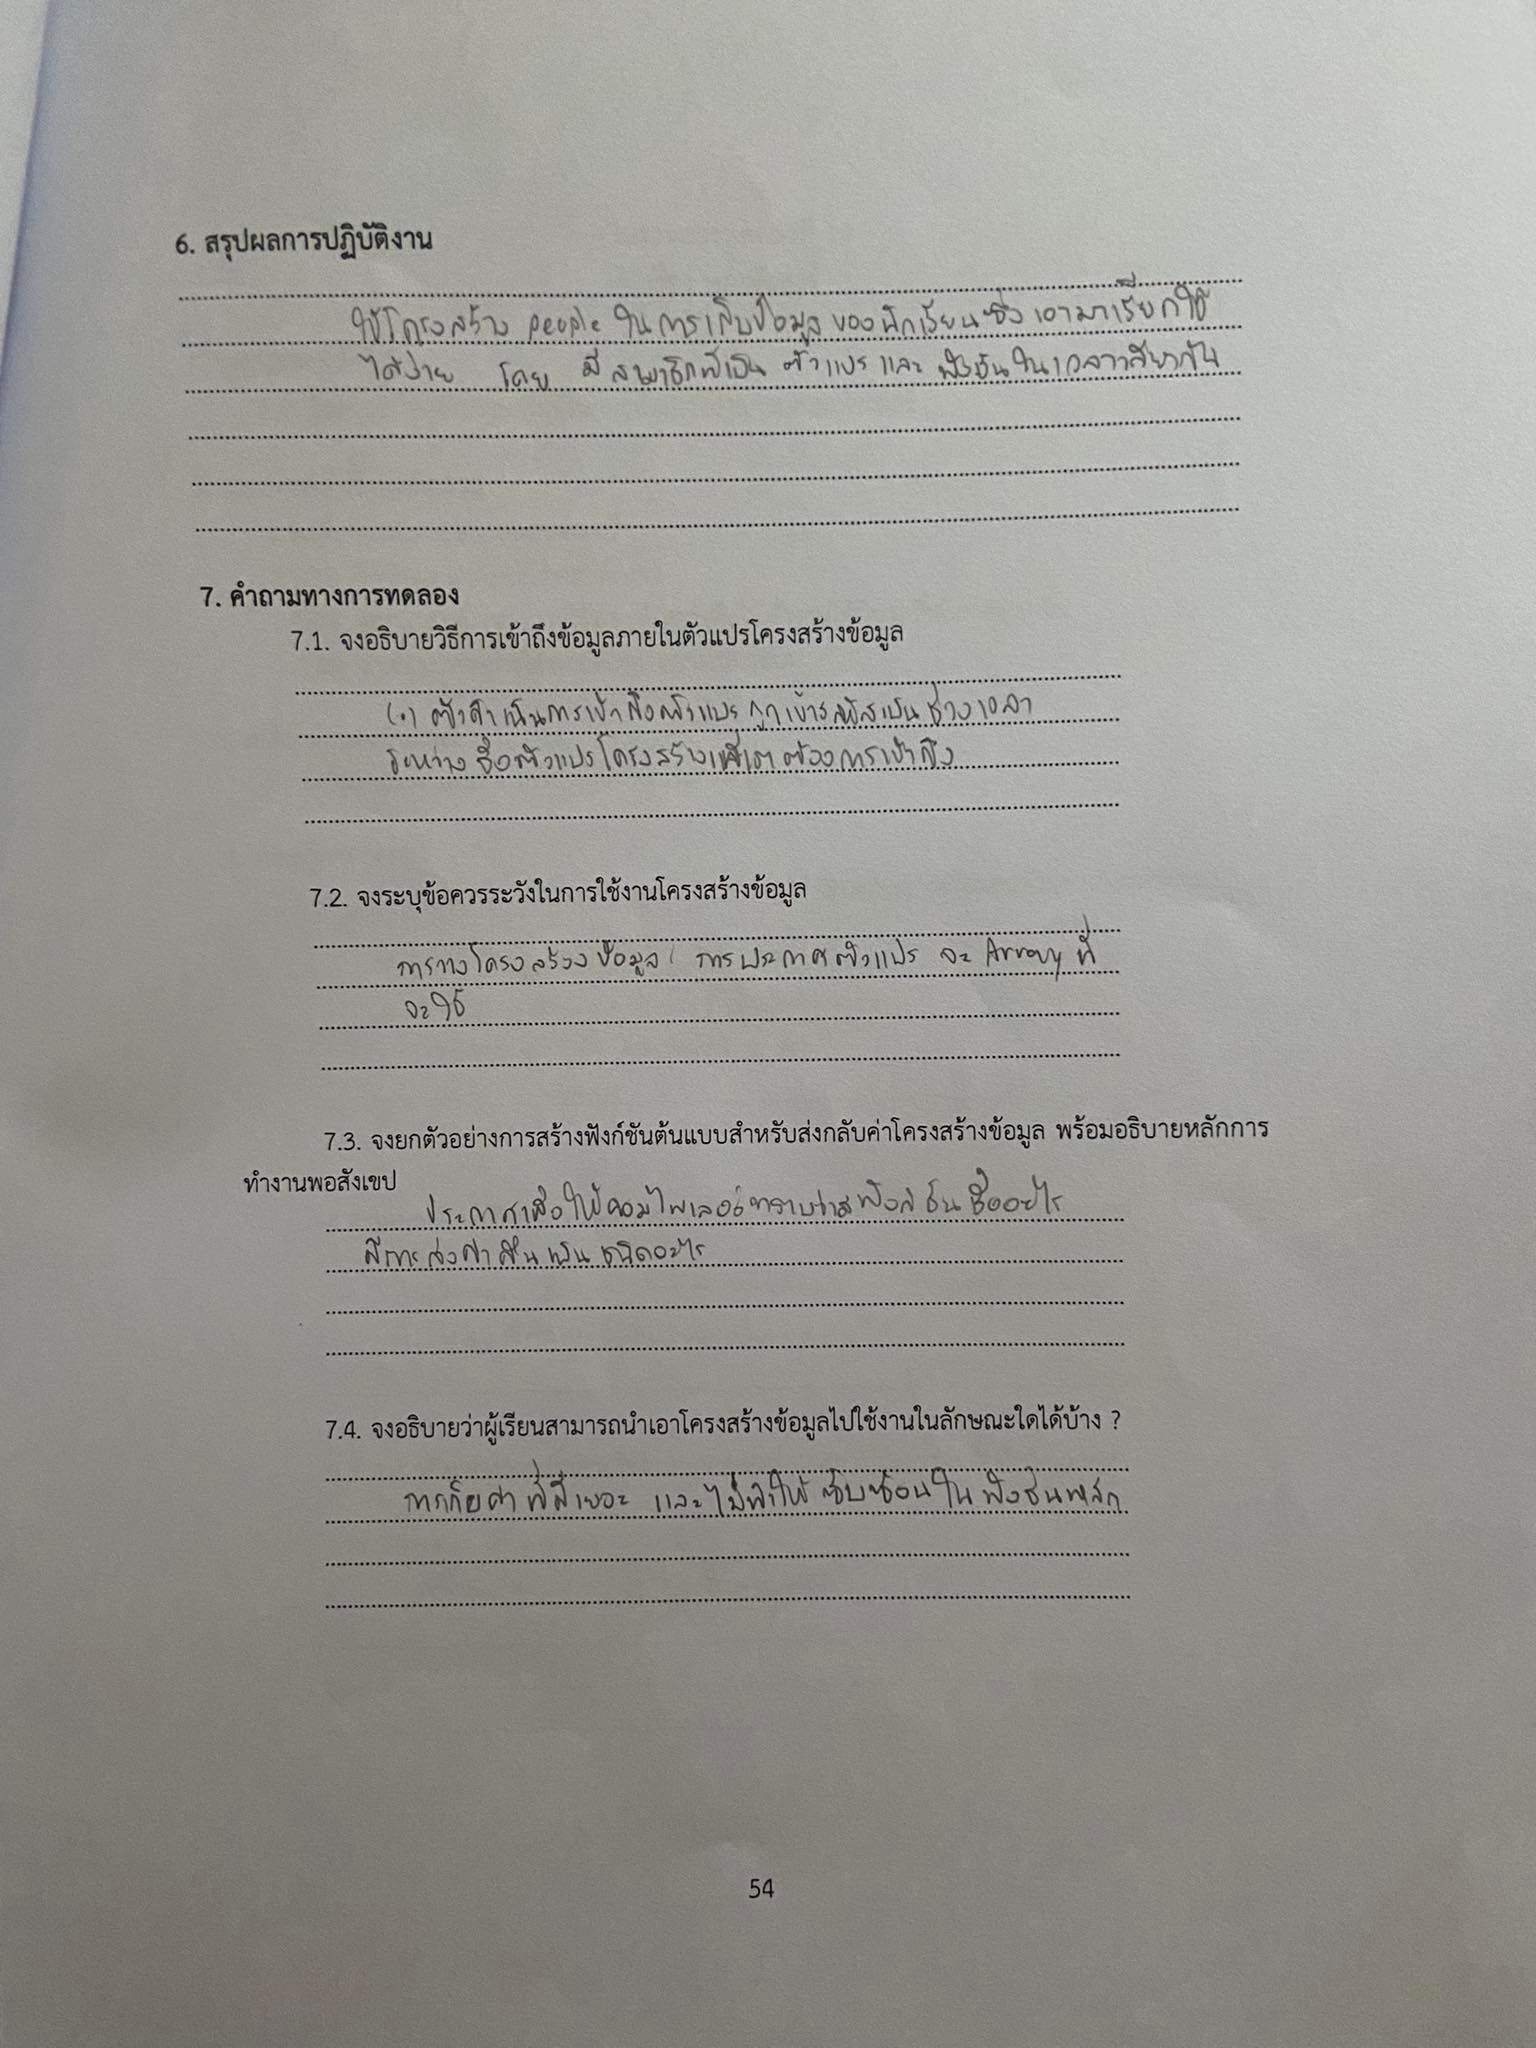 6. สรุปผลการปฏิบัติงาน
ใช้โครงสร้าง people ในการเก็บข้อมูลของนักเรียนซึ่งเอามาเรียกใช้
ได้ง่าย โดย มีสมาชิกที่เป็น ตัวแปร และ ฟังชันในเวลาเดียวกัน
7. คำถามทางการทดลอง
7.1. จงอธิบายวิธีการเข้าถึงข้อมูลภายในตัวแปรโครงสร้างข้อมูล
(.) ตัวดำเนินการเข้าถึงตัวแปร ถูกเข้ารหัสเป็นช่วงเวลา
ระหว่าง ชื่อตัวแปรโครงสร้าง ต้องการเข้าถึง
7.2. จงระบุข้อควรระวังในการใช้งานโครงสร้างข้อมูล
การวางโครงสร้างข้อมูล การประกาศตัวแปร จะ Array ที่
จะใช้
7.3. จงยกตัวอย่างการสร้างฟังก์ชันต้นแบบสำหรับส่งกลับค่าโครงสร้างข้อมูล พร้อมอธิบายหลักการ
ทำงานพอสังเขป
ประกาศเพื่อให้คอมไพเลอร์ทราบว่า ฟังก์ชัน ชื่ออะไร
มีการส่งค่าคืนเป็นชนิดอะไร
7.4. จงอธิบายว่าผู้เรียนสามารถนำเอาโครงสร้างข้อมูลไปใช้งานในลักษณะใดได้บ้าง ?
การเก็บค่าที่มีเยอะ และไม่ทำให้ซับซ้อนใน ฟังชันหลัก
54